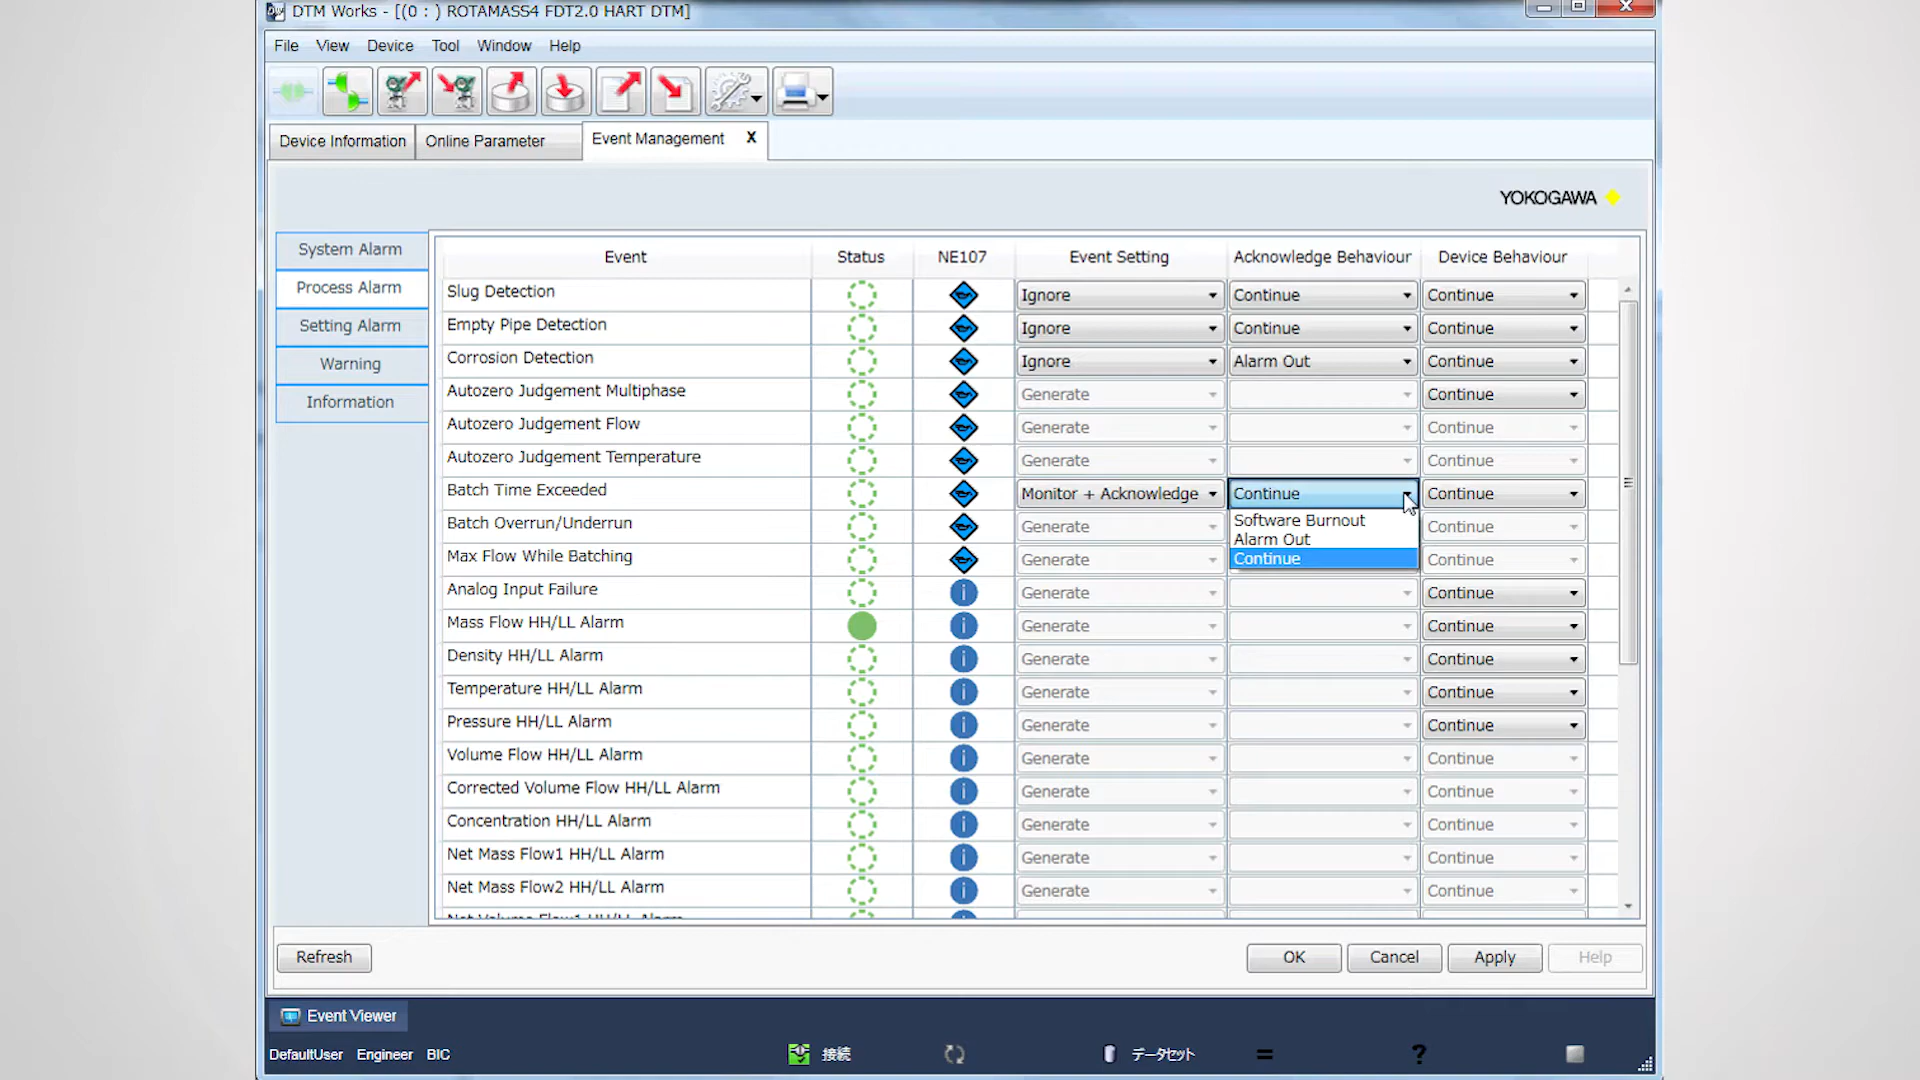 DTM Works - [(0 : ) ROTAMASS4 FDT2.0 HART DTM]
File View Device Tool Window Help
Device Information Online Parameter Event Management X
YOKOGAWA
System Alarm
Process Alarm
Setting Alarm
Warning
Information
Event Status NE107 Event Setting Acknowledge Behaviour Device Behaviour
Slug Detection Ignore Continue Continue
Empty Pipe Detection Ignore Continue Continue
Corrosion Detection Ignore Alarm Out Continue
Autozero Judgement Multiphase Generate Continue
Autozero Judgement Flow Generate Continue
Autozero Judgement Temperature Generate Continue
Batch Time Exceeded Monitor + Acknowledge Continue Continue
Batch Overrun/Underrun Generate Software Burnout Continue
Alarm Out
Max Flow While Batching Generate Continue Continue
Analog Input Failure Generate Continue
Mass Flow HH/LL Alarm Generate Continue
Density HH/LL Alarm Generate Continue
Temperature HH/LL Alarm Generate Continue
Pressure HH/LL Alarm Generate Continue
Volume Flow HH/LL Alarm Generate Continue
Corrected Volume Flow HH/LL Alarm Generate Continue
Concentration HH/LL Alarm Generate Continue
Net Mass Flow1 HH/LL Alarm Generate Continue
Net Mass Flow2 HH/LL Alarm Generate Continue
Net Volume Flow1 HH/LL Alarm
Refresh OK Cancel Apply Help
Event Viewer
DefaultUser Engineer BIC 接続 データセット = ?